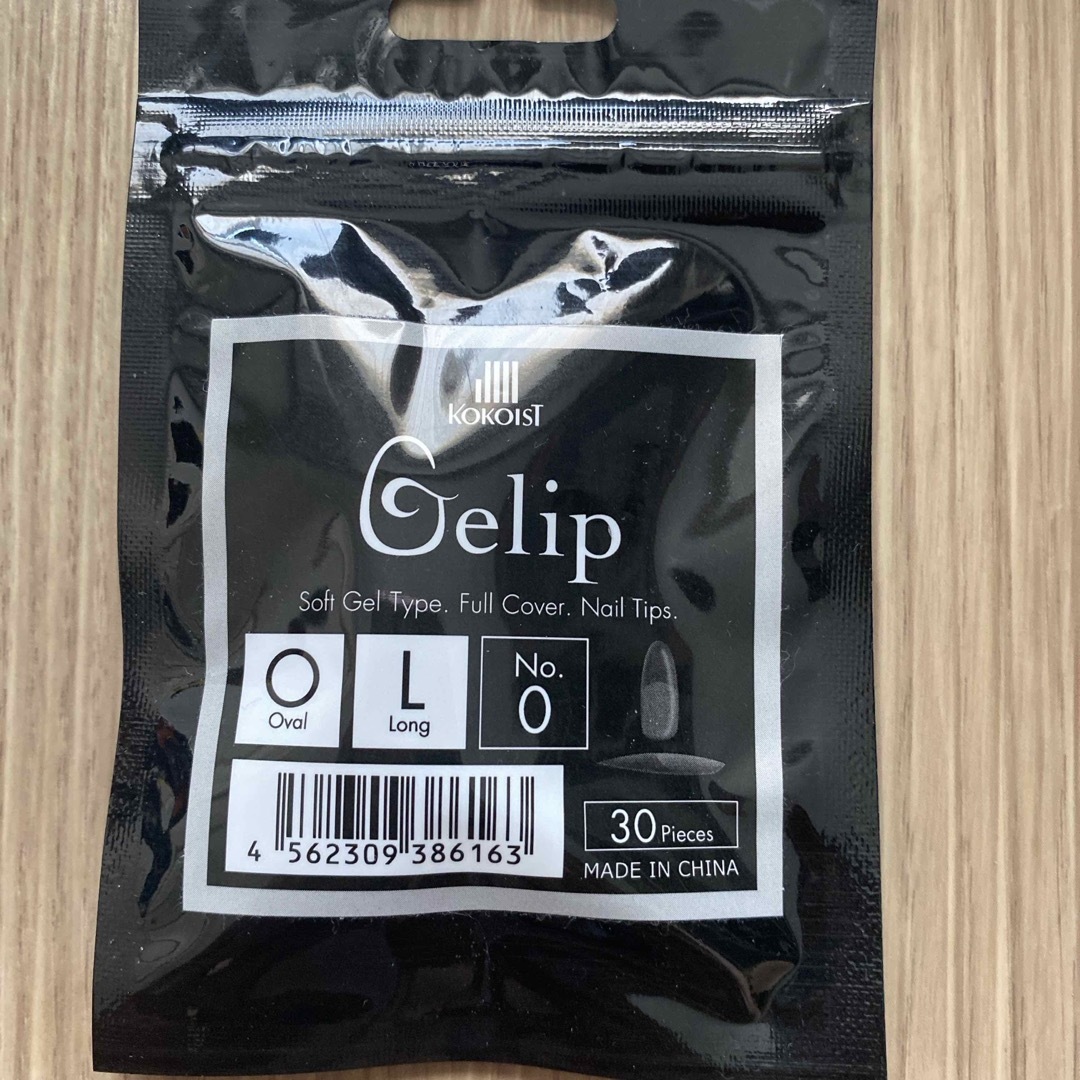 KOKOIST
Gelip
Soft Gel Type. Full Cover. Nail Tips.
O
Oval
L
Long
No.
0
4 562309 386163
30 Pieces
MADE IN CHINA